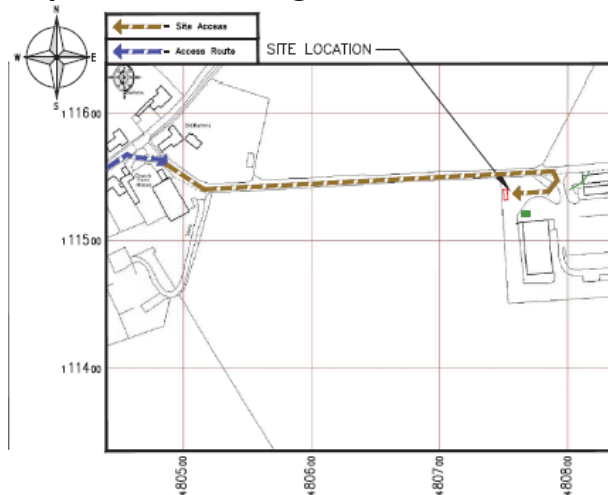 N
W
E
S
Site Access
Access Route
SITE LOCATION
111600
111500
111400
480500
480600
480700
480800